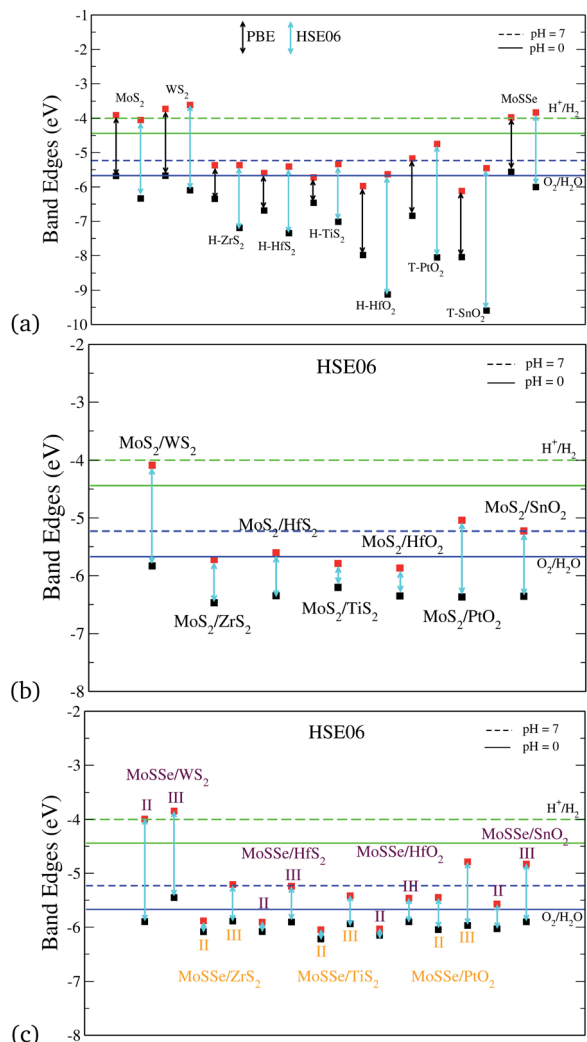 PBE HSE06
pH = 7
pH = 0
MoS₂ WS₂ MoSSe H⁺/H₂
O₂/H₂O
H-ZrS₂ H-HfS₂ H-TiS₂ H-HfO₂ T-PtO₂ T-SnO₂
Band Edges (eV)
-1
-2
-3
-4
-5
-6
-7
-8
-9
-10
(a)
HSE06
pH = 7
pH = 0
MoS₂/WS₂ H⁺/H₂
MoS₂/HfS₂ MoS₂/HfO₂ MoS₂/SnO₂
O₂/H₂O
MoS₂/ZrS₂ MoS₂/TiS₂ MoS₂/PtO₂
Band Edges (eV)
-2
-3
-4
-5
-6
-7
-8
(b)
HSE06
pH = 7
pH = 0
MoSSe/WS₂
II III H⁺/H₂
MoSSe/HfS₂ MoSSe/HfO₂ MoSSe/SnO₂
II III II III II III
O₂/H₂O
II III II III II III
MoSSe/ZrS₂ MoSSe/TiS₂ MoSSe/PtO₂
Band Edges (eV)
-2
-3
-4
-5
-6
-7
-8
(c)